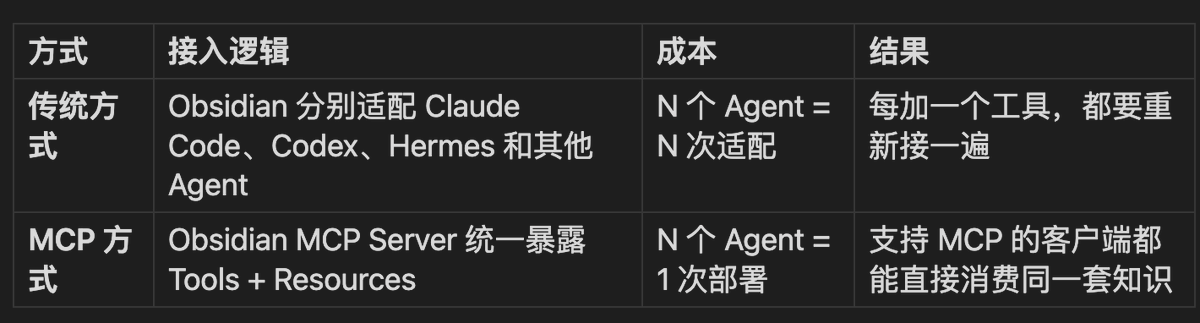 方式 接入逻辑 成本 结果
传统方式 Obsidian 分别适配 Claude Code、Codex、Hermes 和其他 Agent N 个 Agent = N 次适配 每加一个工具，都要重新接一遍
MCP 方式 Obsidian MCP Server 统一暴露 Tools + Resources N 个 Agent = 1 次部署 支持 MCP 的客户端都能直接消费同一套知识